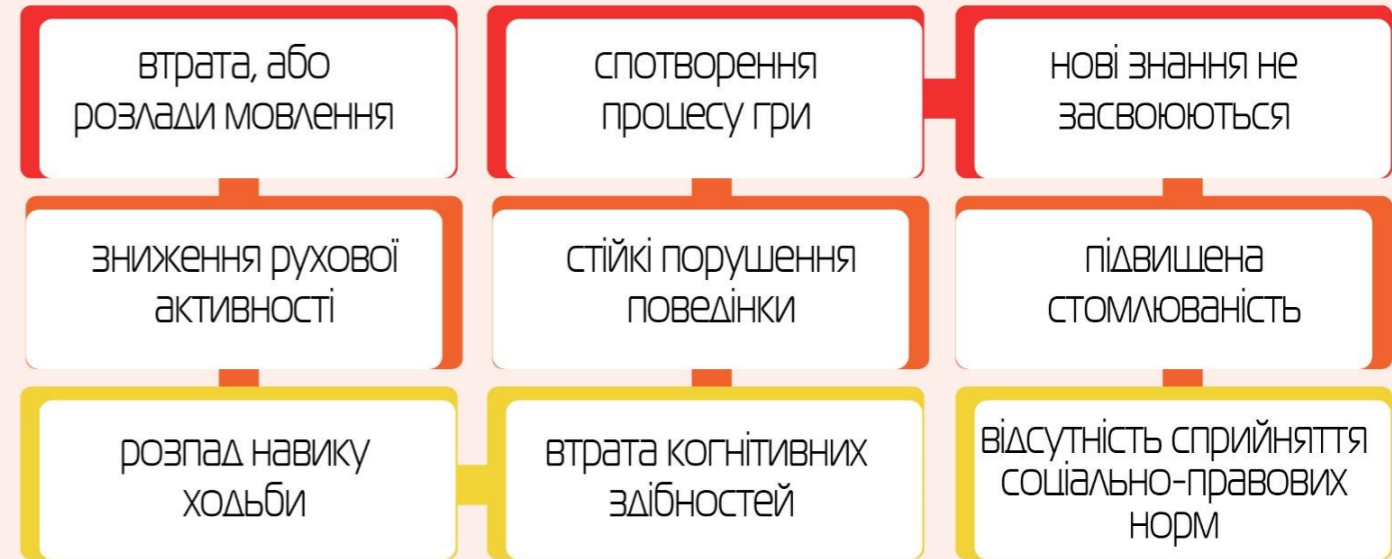 втрата, або
розлади мовлення
спотворення
процесу гри
нові знання не
засвоюються
зниження рухової
активності
стійкі порушення
поведінки
підвищена
стомлюваність
розпад навику
ходьби
втрата когнітивних
здібностей
відсутність сприйняття
соціально-правових
норм